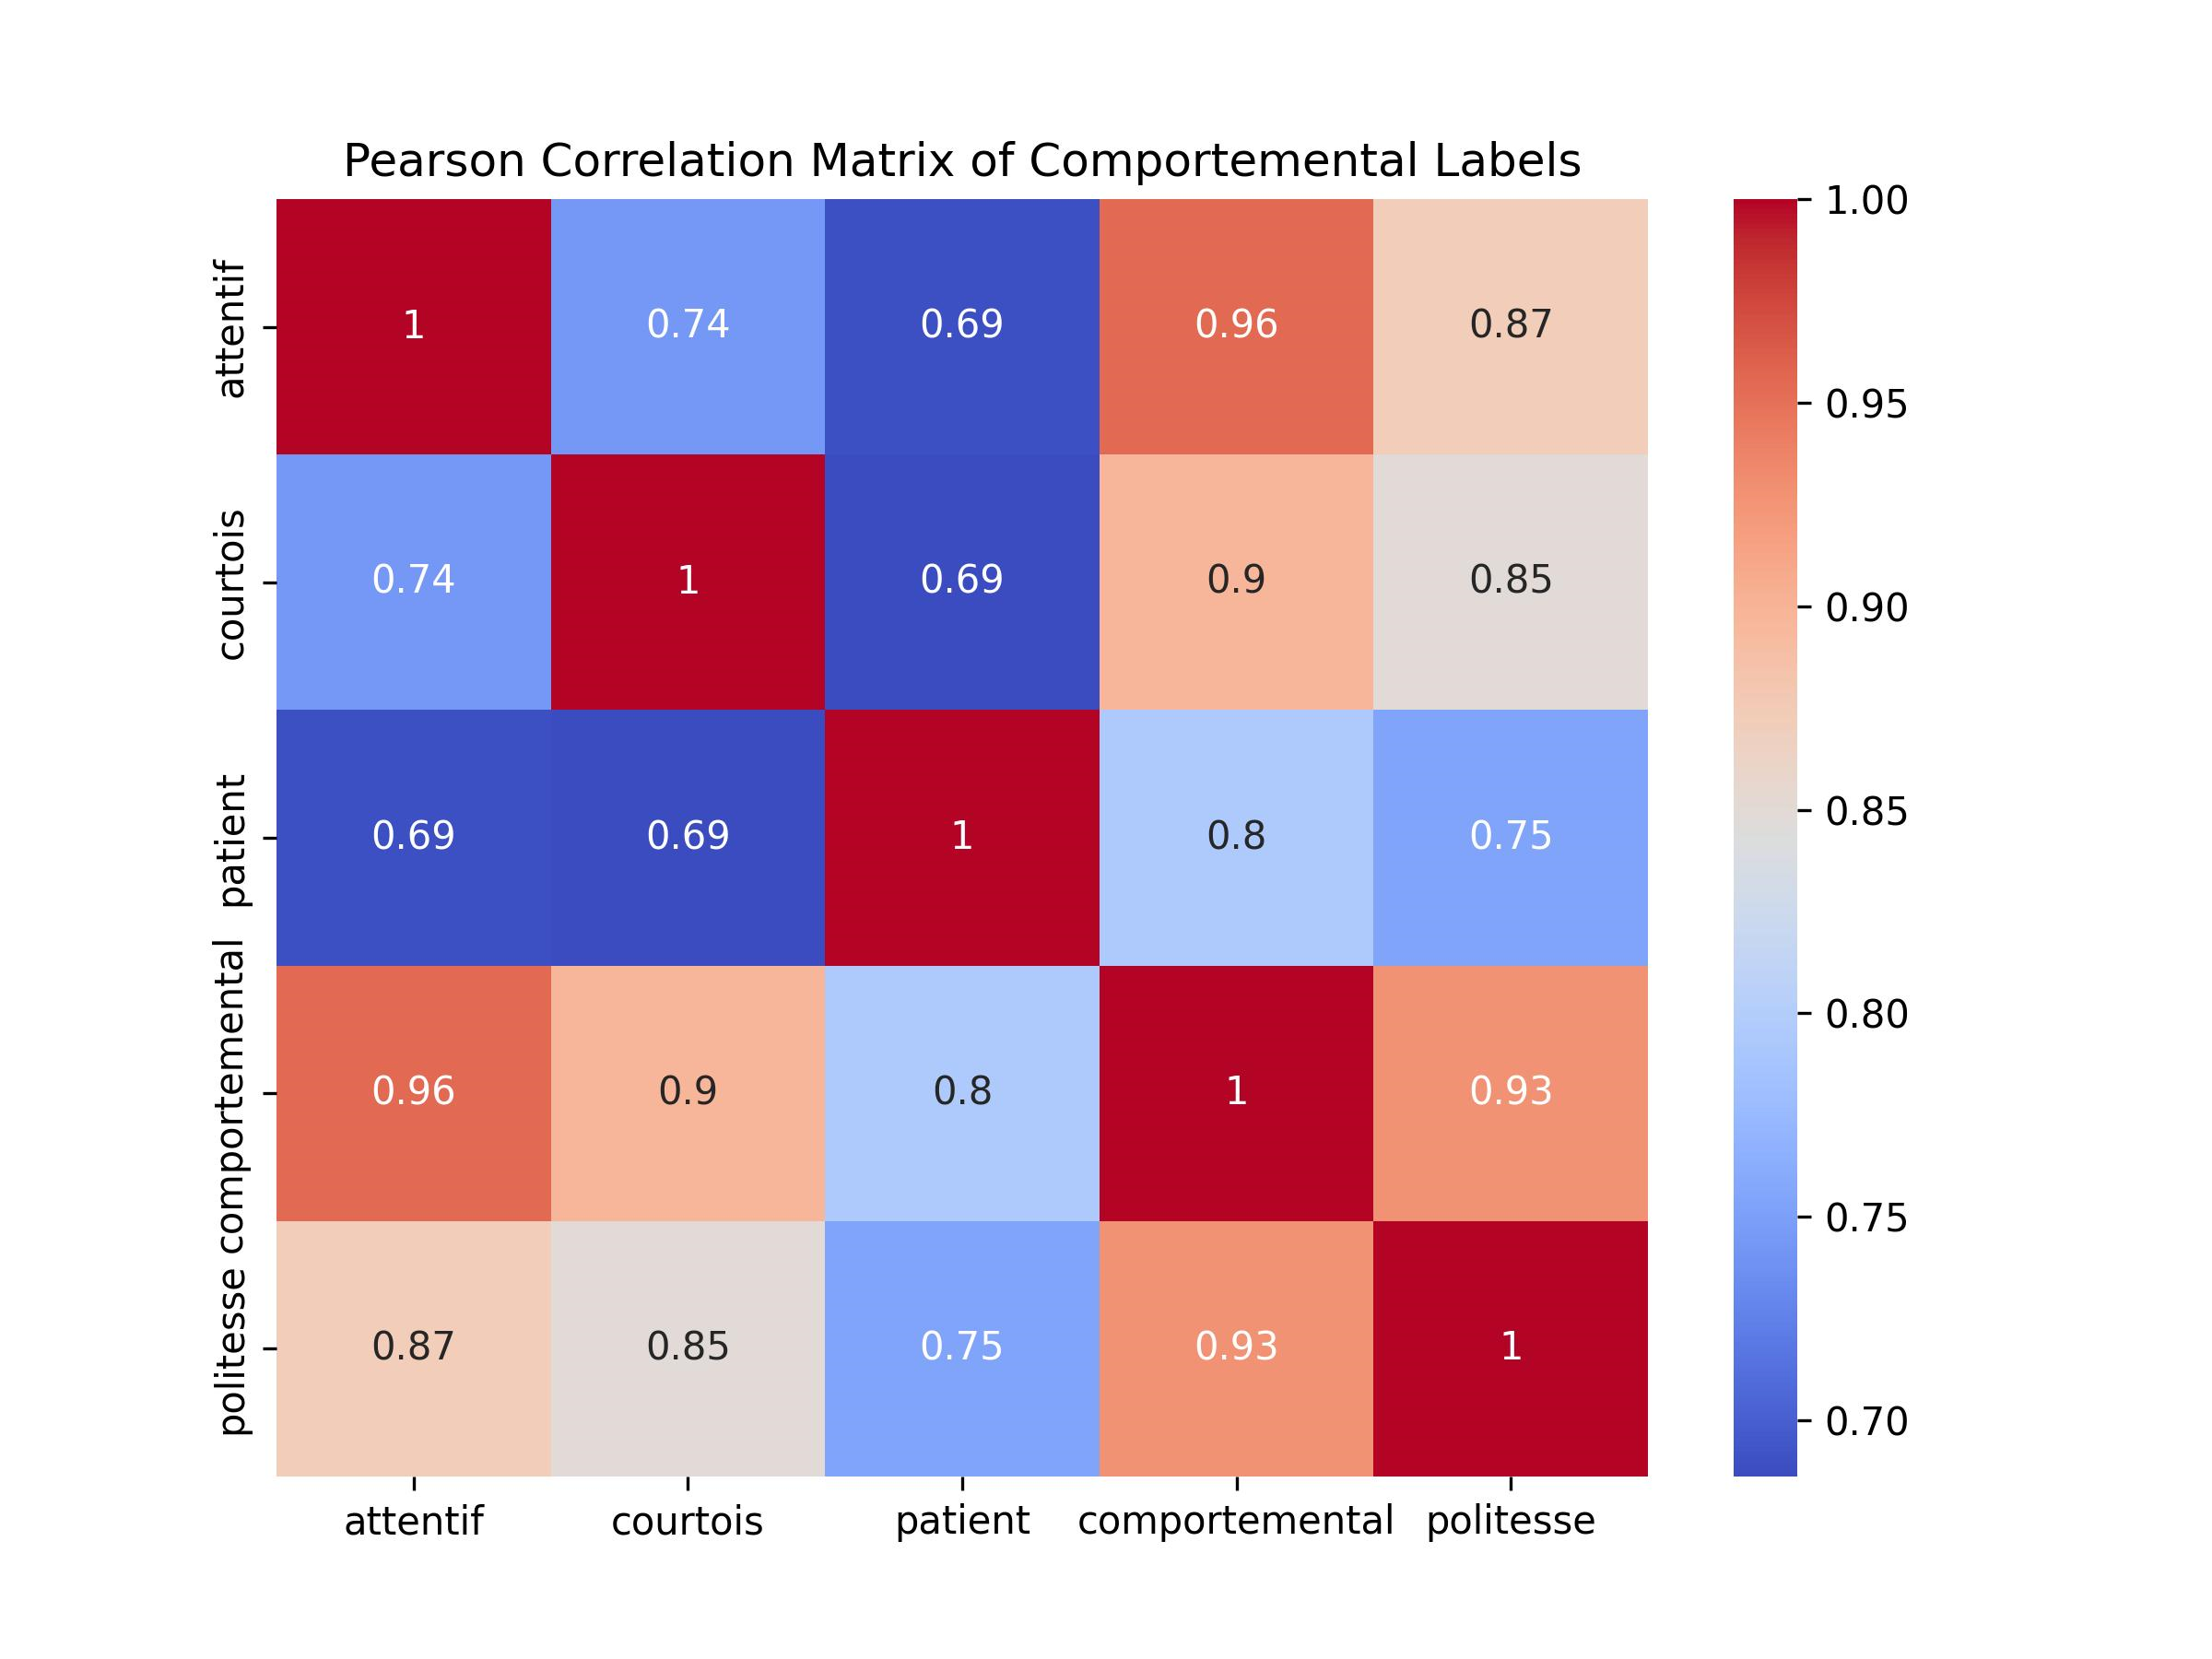 Pearson Correlation Matrix of Comportemental Labels
attentif 1 0.74 0.69 0.96 0.87
courtois 0.74 1 0.69 0.9 0.85
patient 0.69 0.69 1 0.8 0.75
comportemental 0.96 0.9 0.8 1 0.93
politesse 0.87 0.85 0.75 0.93 1
attentif courtois patient comportemental politesse
1.00
0.95
0.90
0.85
0.80
0.75
0.70